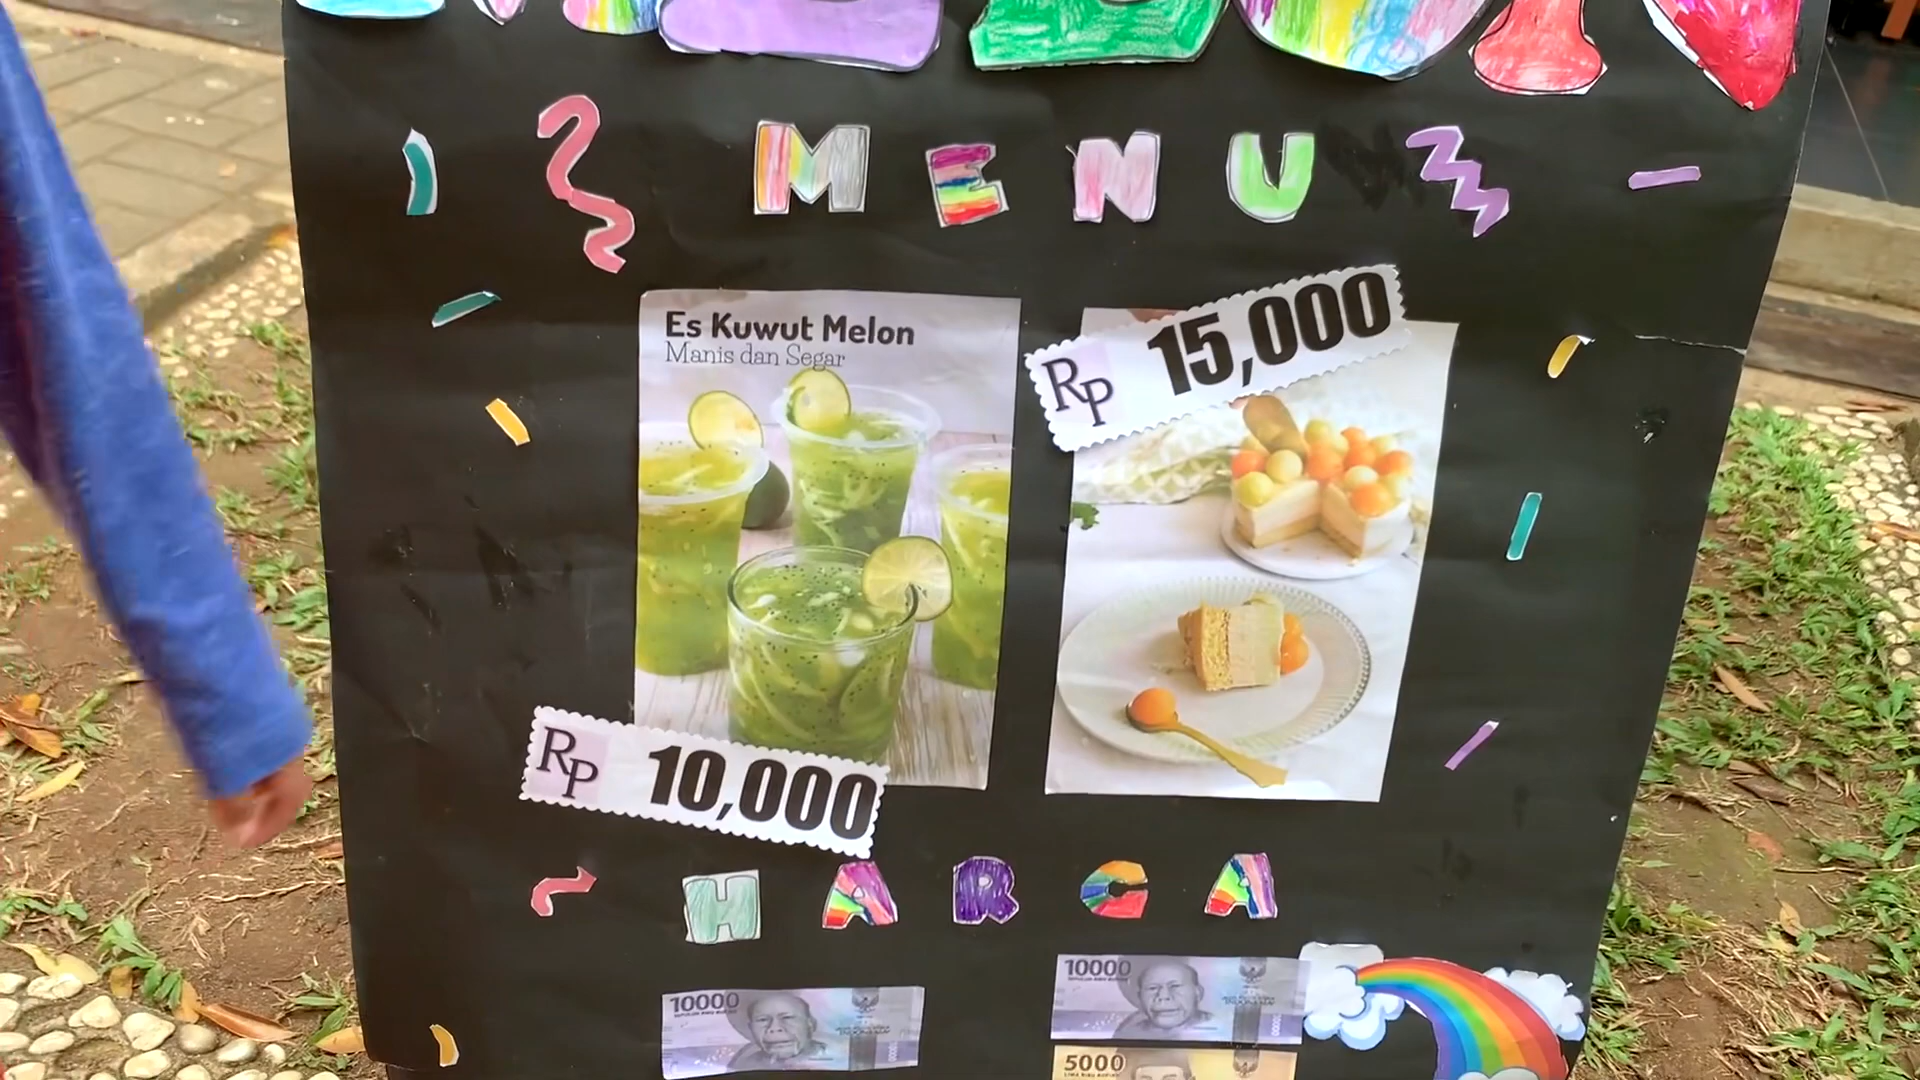 MENU
Es Kuwut Melon
Manis dan Segar
RP 15,000
RP 10,000
HARGA
10000
10000
5000